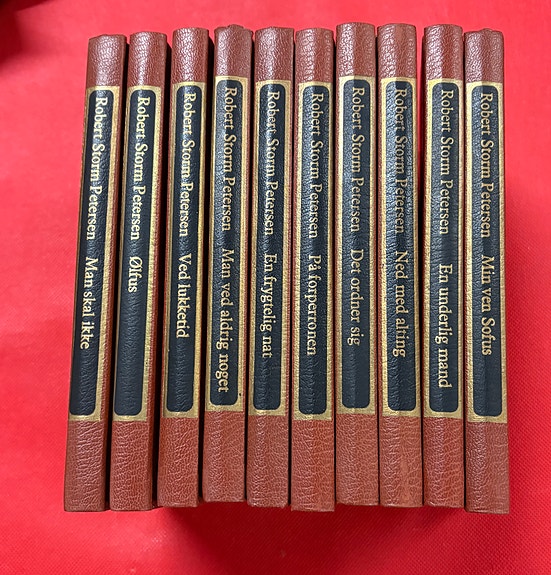 Robert Storm Petersen Man skal ikke
Robert Storm Petersen Ølfus
Robert Storm Petersen Ved lukketid
Robert Storm Petersen Man ved aldrig noget
Robert Storm Petersen En frygtelig nat
Robert Storm Petersen På forperronen
Robert Storm Petersen Det ordner sig
Robert Storm Petersen Ned med alting
Robert Storm Petersen En underlig mand
Robert Storm Petersen Min ven Sofus